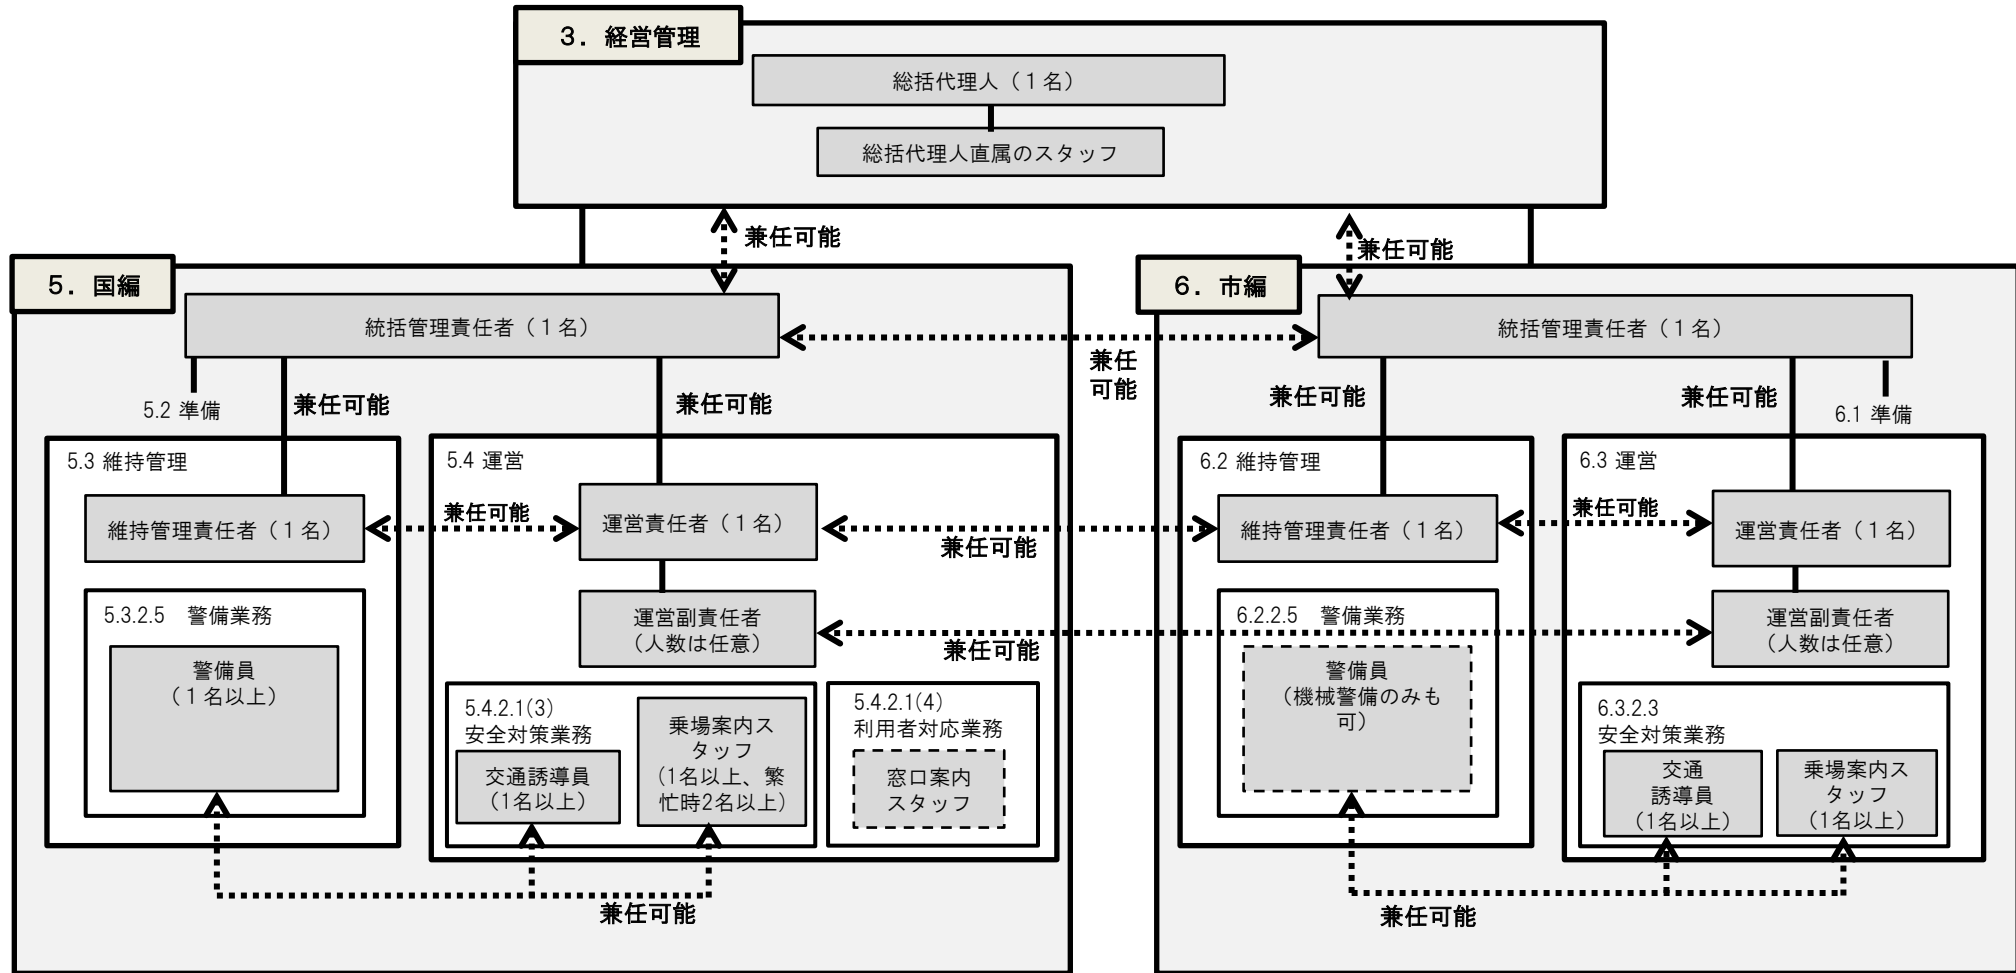 ３．経営管理
総括代理人（１名）
総括代理人直属のスタッフ
兼任可能
兼任可能
５．国編
統括管理責任者（１名）
兼任
可能
5.2 準備
兼任可能
兼任可能
5.3 維持管理
維持管理責任者（１名）
5.3.2.5　警備業務
警備員
（１名以上）
兼任可能
5.4 運営
運営責任者（１名）
運営副責任者
（人数は任意）
5.4.2.1(3)
安全対策業務
交通誘導員
（1名以上）
乗場案内ス
タッフ
（1名以上、繁
忙時2名以上）
5.4.2.1(4)
利用者対応業務
窓口案内
スタッフ
兼任可能
兼任可能
兼任可能
６．市編
統括管理責任者（１名）
兼任可能
兼任可能
6.1 準備
6.2 維持管理
維持管理責任者（１名）
6.2.2.5　警備業務
警備員
（機械警備のみも
可）
兼任可能
6.3 運営
運営責任者（１名）
運営副責任者
（人数は任意）
6.3.2.3
安全対策業務
交通
誘導員
（1名以上）
乗場案内ス
タッフ
（1名以上）
兼任可能